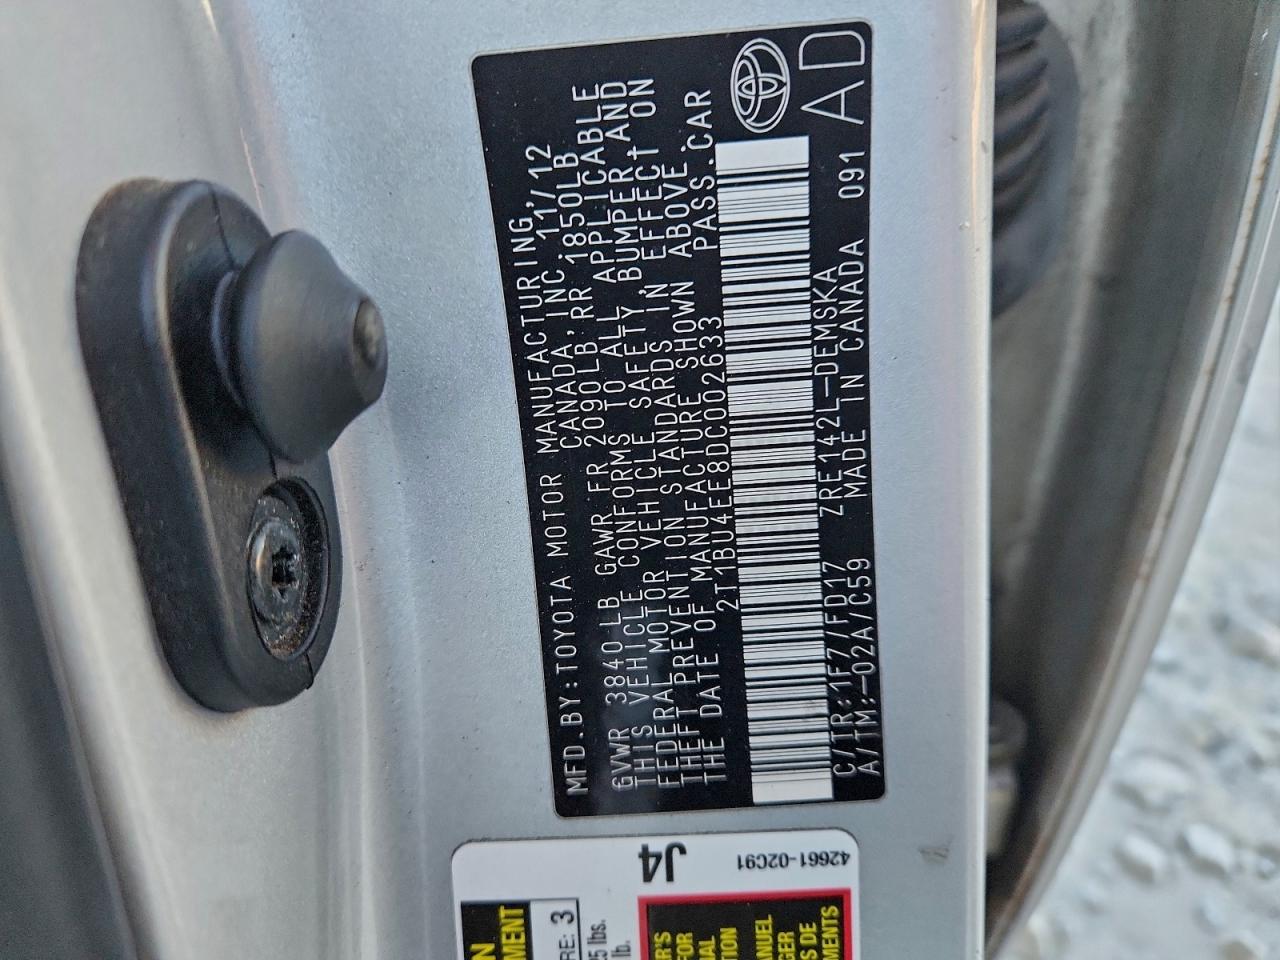 MFD.BY:TOYOTA MOTOR MANUFACTURING,
CANADA, INC. 11/12
GVWR 3840 LB GAWR FR 2090LB RR 1850LB
THIS VEHICLE CONFORMS TO ALL APPLICABLE
FEDERAL MOTOR VEHICLE SAFETY, BUMPER AND
THEFT PREVENTION STANDARDS IN EFFECT ON
THE DATE OF MANUFACTURE SHOWN ABOVE.
2T1BU4EE8DC002633 PASS.CAR
C/TR:1F7/FD17 ZRE142L-DEMSKA 091
A/TM:-02A/C59 MADE IN CANADA AD
J4
42661-02C91
3
lbs.
lb.